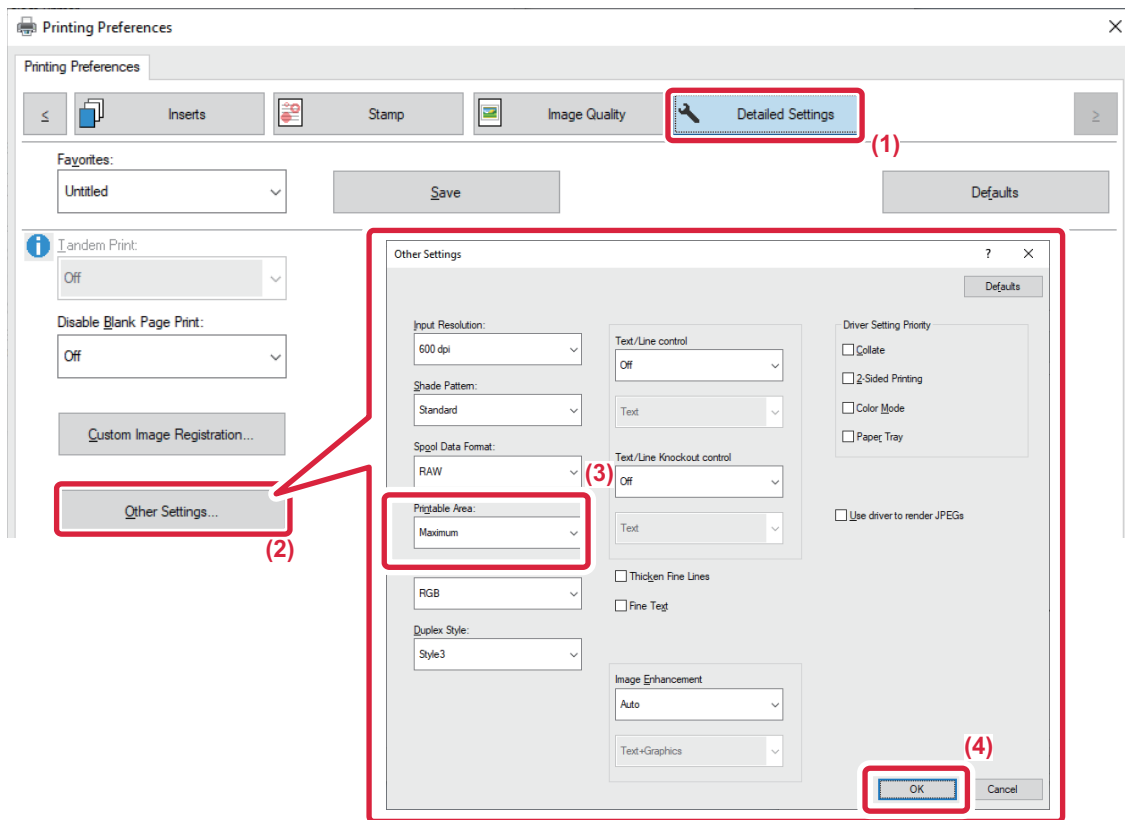 Printing Preferences
Printing Preferences
≤
Inserts
Stamp
Image Quality
Detailed Settings
≥
(1)
Favorites:
Untitled
Save
Defaults
Tandem Print:
Off
Disable Blank Page Print:
Off
Custom Image Registration...
Other Settings...
(2)
Other Settings
?
Defaults
Input Resolution:
600 dpi
Shade Pattern:
Standard
Spool Data Format:
RAW
(3)
Printable Area:
Maximum
RGB
Duplex Style:
Style3
Text/Line control
Off
Text
Text/Line Knockout control
Off
Text
Thicken Fine Lines
Fine Text
Image Enhancement
Auto
Text+Graphics
Driver Setting Priority
Collate
2-Sided Printing
Color Mode
Paper Tray
Use driver to render JPEGs
(4)
OK
Cancel